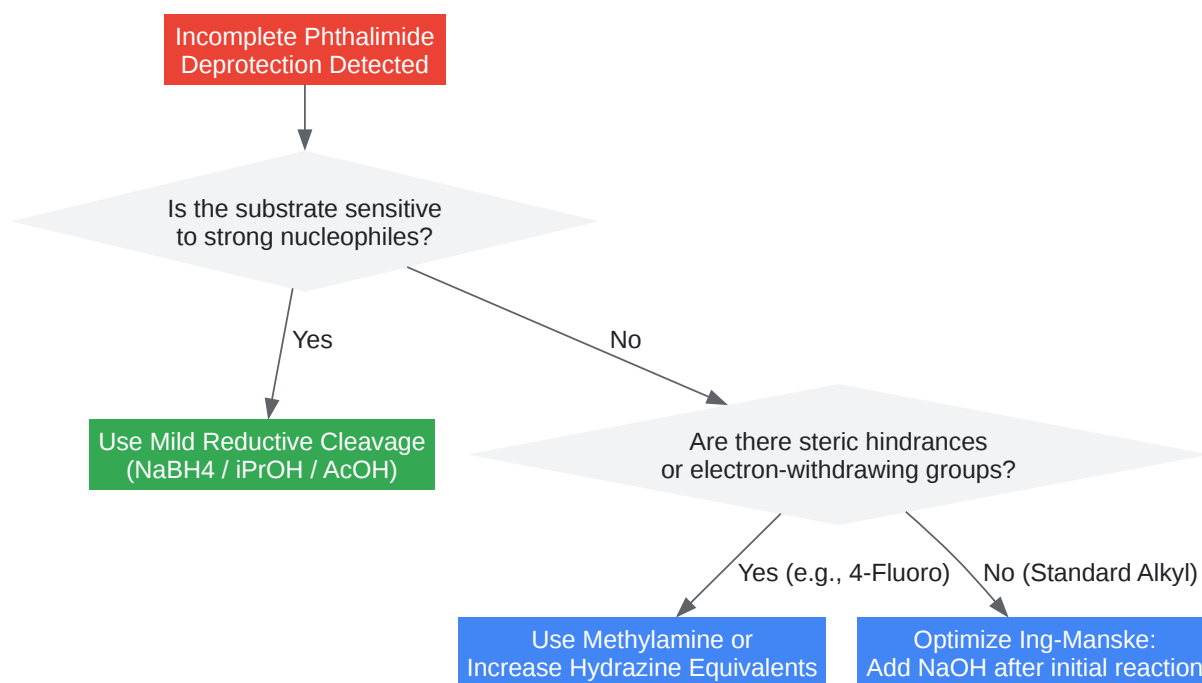 Incomplete Phthalimide
Deprotection Detected
Is the substrate sensitive
to strong nucleophiles?
Yes
No
Use Mild Reductive Cleavage
(NaBH4 / iPrOH / AcOH)
Are there steric hindrances
or electron-withdrawing groups?
Yes (e.g., 4-Fluoro)
No (Standard Alkyl)
Use Methylamine or
Increase Hydrazine Equivalents
Optimize Ing-Manske:
Add NaOH after initial reaction